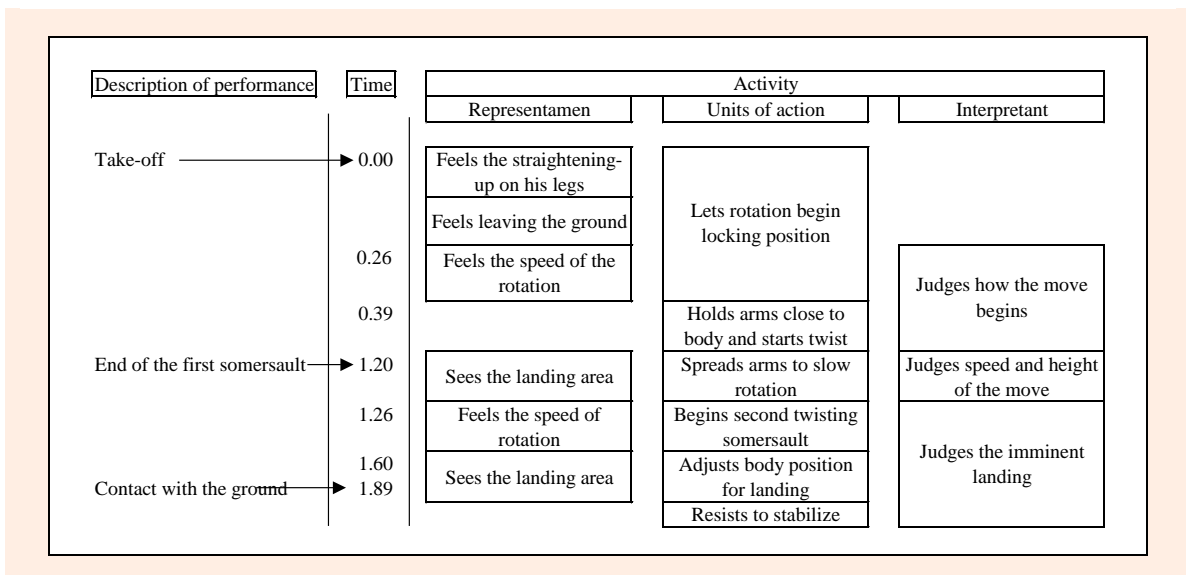 Description of performance Time Activity
Representamen Units of action Interpretant
Take-off 0.00 Feels the straightening-
up on his legs
Feels leaving the ground
Lets rotation begin
locking position
0.26 Feels the speed of the
rotation
Judges how the move
begins
0.39 Holds arms close to
body and starts twist
End of the first somersault 1.20 Sees the landing area
Spreads arms to slow
rotation
Judges speed and height
of the move
1.26 Feels the speed of
rotation
Begins second twisting
somersault
Judges the imminent
landing
1.60 Sees the landing area
Adjusts body position
for landing
Contact with the ground 1.89
Resists to stabilize